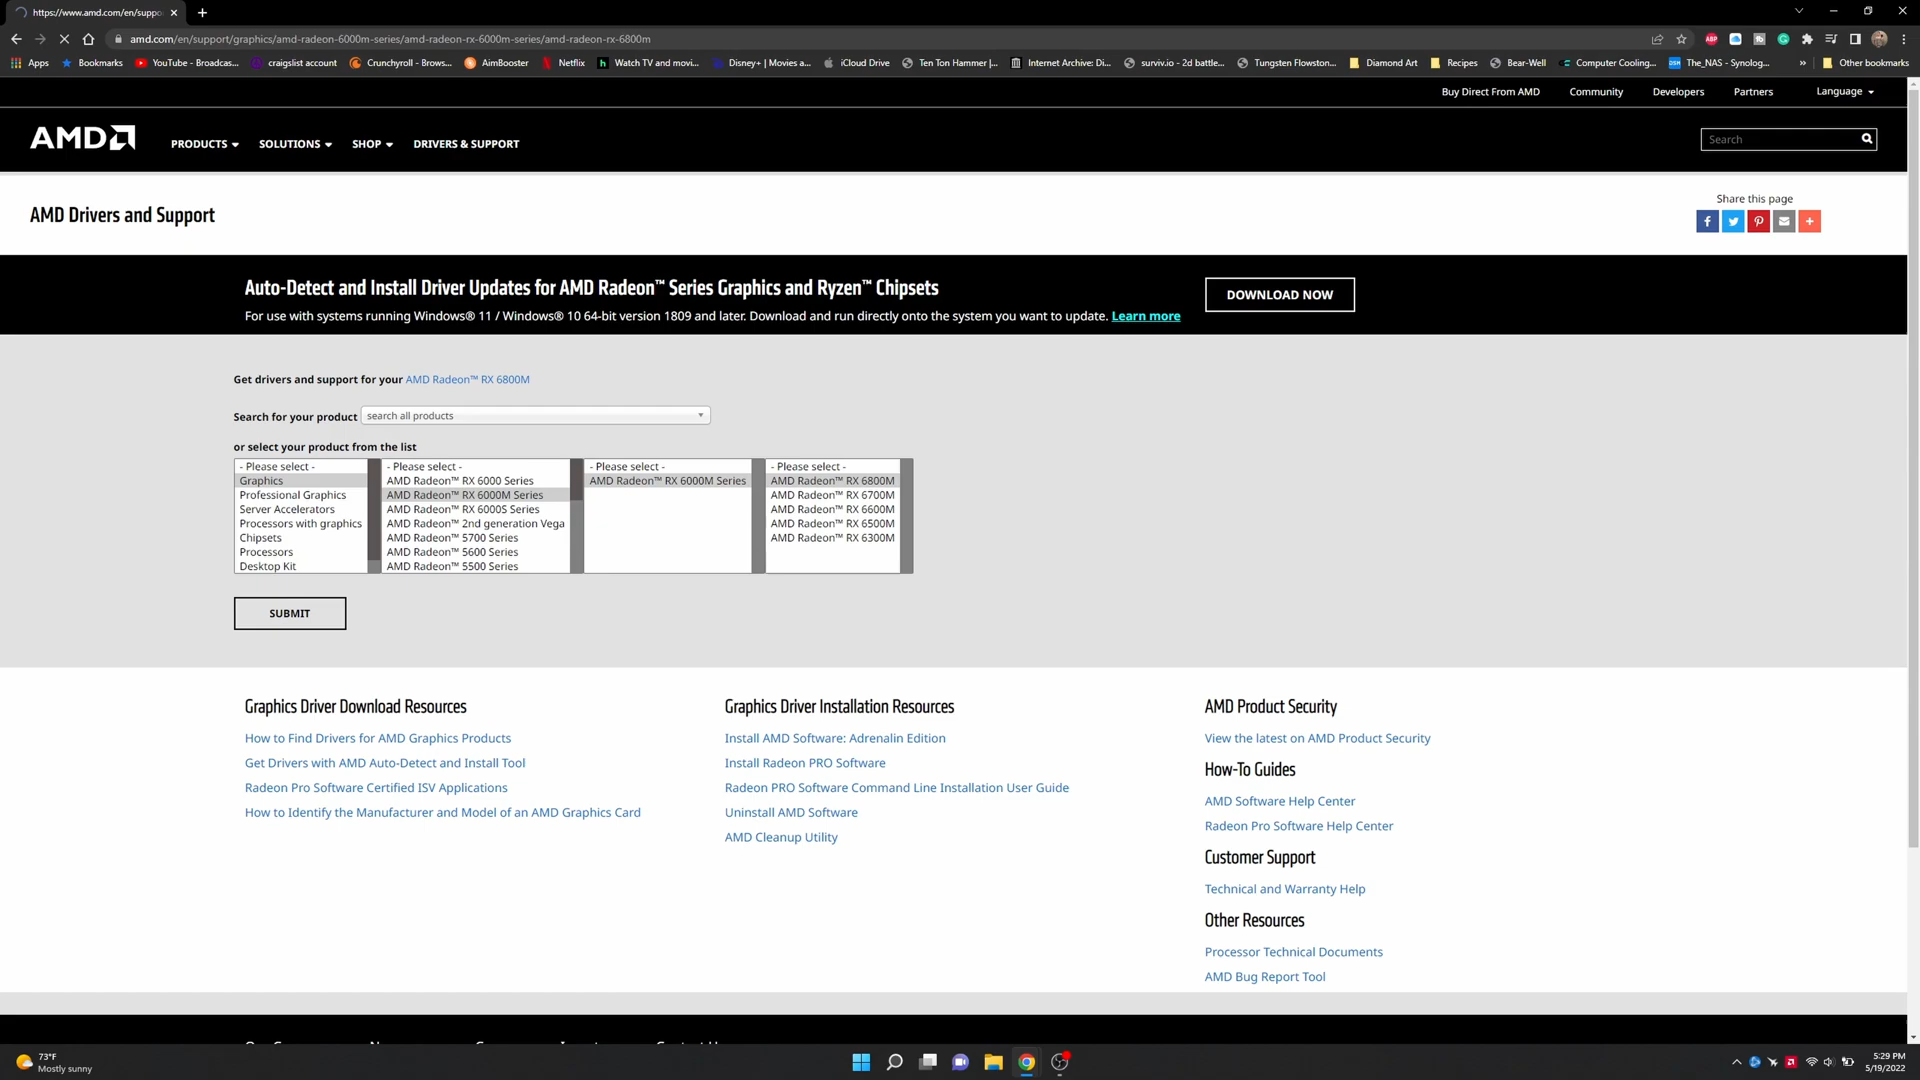 https://www.amd.com/en/suppo
amd.com/en/support/graphics/amd-radeon-6000m-series/amd-radeon-rx-6000m-series/amd-radeon-rx-6800m
Apps Bookmarks YouTube - Broadcas... craigslist account Crunchyroll - Brows... AimBooster Netflix Watch TV and movi... Disney+ | Movies a... iCloud Drive Ten Ton Hammer |... Internet Archive: Di... surviv.io - 2d battle... Tungsten Flowston... Diamond Art Recipes Bear-Well Computer Cooling... The_NAS - Synolog... » Other bookmarks
Buy Direct From AMD Community Developers Partners Language
AMD PRODUCTS SOLUTIONS SHOP DRIVERS & SUPPORT Search
AMD Drivers and Support
Share this page
Auto-Detect and Install Driver Updates for AMD Radeon™ Series Graphics and Ryzen™ Chipsets
For use with systems running Windows® 11 / Windows® 10 64-bit version 1809 and later. Download and run directly onto the system you want to update. Learn more
DOWNLOAD NOW
Get drivers and support for your AMD Radeon™ RX 6800M
Search for your product search all products
or select your product from the list
- Please select -
Graphics
Professional Graphics
Server Accelerators
Processors with graphics
Chipsets
Processors
Desktop Kit
- Please select -
AMD Radeon™ RX 6000 Series
AMD Radeon™ RX 6000M Series
AMD Radeon™ RX 6000S Series
AMD Radeon™ 2nd generation Vega
AMD Radeon™ 5700 Series
AMD Radeon™ 5600 Series
AMD Radeon™ 5500 Series
- Please select -
AMD Radeon™ RX 6000M Series
- Please select -
AMD Radeon™ RX 6800M
AMD Radeon™ RX 6700M
AMD Radeon™ RX 6600M
AMD Radeon™ RX 6500M
AMD Radeon™ RX 6300M
SUBMIT
Graphics Driver Download Resources
How to Find Drivers for AMD Graphics Products
Get Drivers with AMD Auto-Detect and Install Tool
Radeon Pro Software Certified ISV Applications
How to Identify the Manufacturer and Model of an AMD Graphics Card
Graphics Driver Installation Resources
Install AMD Software: Adrenalin Edition
Install Radeon PRO Software
Radeon PRO Software Command Line Installation User Guide
Uninstall AMD Software
AMD Cleanup Utility
AMD Product Security
View the latest on AMD Product Security
How-To Guides
AMD Software Help Center
Radeon Pro Software Help Center
Customer Support
Technical and Warranty Help
Other Resources
Processor Technical Documents
AMD Bug Report Tool
73°F
Mostly sunny
5:29 PM
5/19/2022